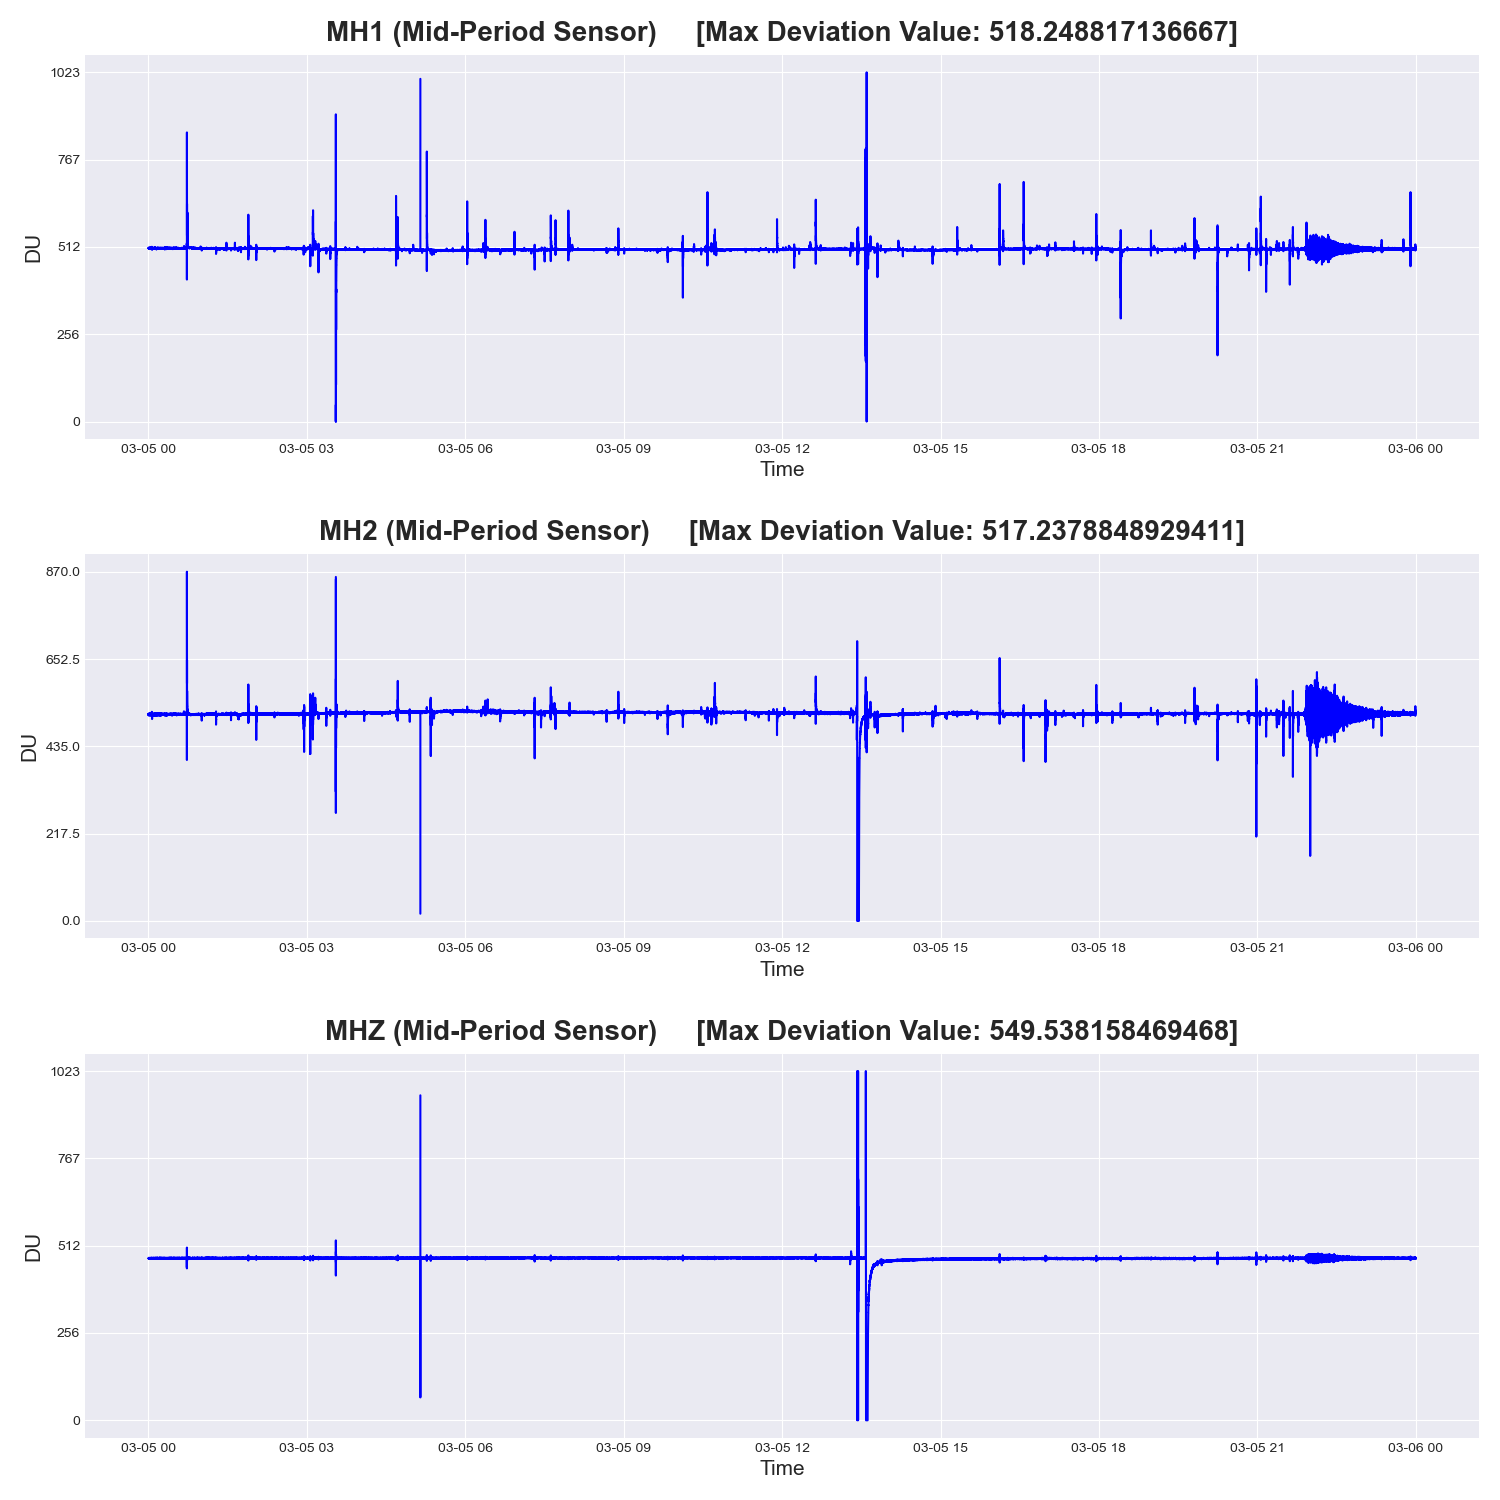 MH1 (Mid-Period Sensor) [Max Deviation Value: 518.248817136667]
1023
767
512
256
0
DU
03-05 00 03-05 03 03-05 06 03-05 09 03-05 12 03-05 15 03-05 18 03-05 21 03-06 00
Time
MH2 (Mid-Period Sensor) [Max Deviation Value: 517.2378848929411]
870.0
652.5
435.0
217.5
0.0
DU
03-05 00 03-05 03 03-05 06 03-05 09 03-05 12 03-05 15 03-05 18 03-05 21 03-06 00
Time
MHZ (Mid-Period Sensor) [Max Deviation Value: 549.538158469468]
1023
767
512
256
0
DU
03-05 00 03-05 03 03-05 06 03-05 09 03-05 12 03-05 15 03-05 18 03-05 21 03-06 00
Time